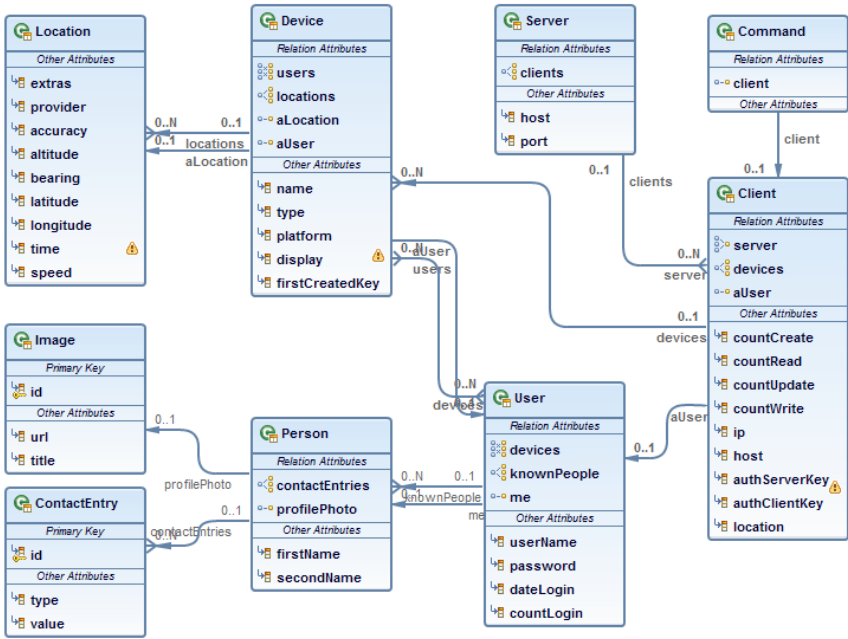 Location
Other Attributes
extras
provider
accuracy
altitude
bearing
latitude
longitude
time
speed
Device
Relation Attributes
users
locations
aLocation
aUser
Other Attributes
name
type
platform
display
firstCreatedKey
Server
Relation Attributes
clients
Other Attributes
host
port
Command
Relation Attributes
client
Other Attributes
0..N
0..1
locations
0..1
aLocation
client
0..1
0..1
clients
0..N
server
Client
Relation Attributes
server
devices
aUser
Other Attributes
countCreate
countRead
countUpdate
countWrite
ip
host
authServerKey
authClientKey
location
0..N
0..1
devices
0..N
aUser
users
0..N
0..1
devices
aUser
0..1
Image
Primary Key
id
Other Attributes
url
title
ContactEntry
Primary Key
id
Other Attributes
type
value
0..1
profilePhoto
0..1
contactEntries
0..N
Person
Relation Attributes
contactEntries
profilePhoto
Other Attributes
firstName
secondName
0..N
0..1
knownPeople
0..1
me
User
Relation Attributes
devices
knownPeople
me
Other Attributes
userName
password
dateLogin
countLogin